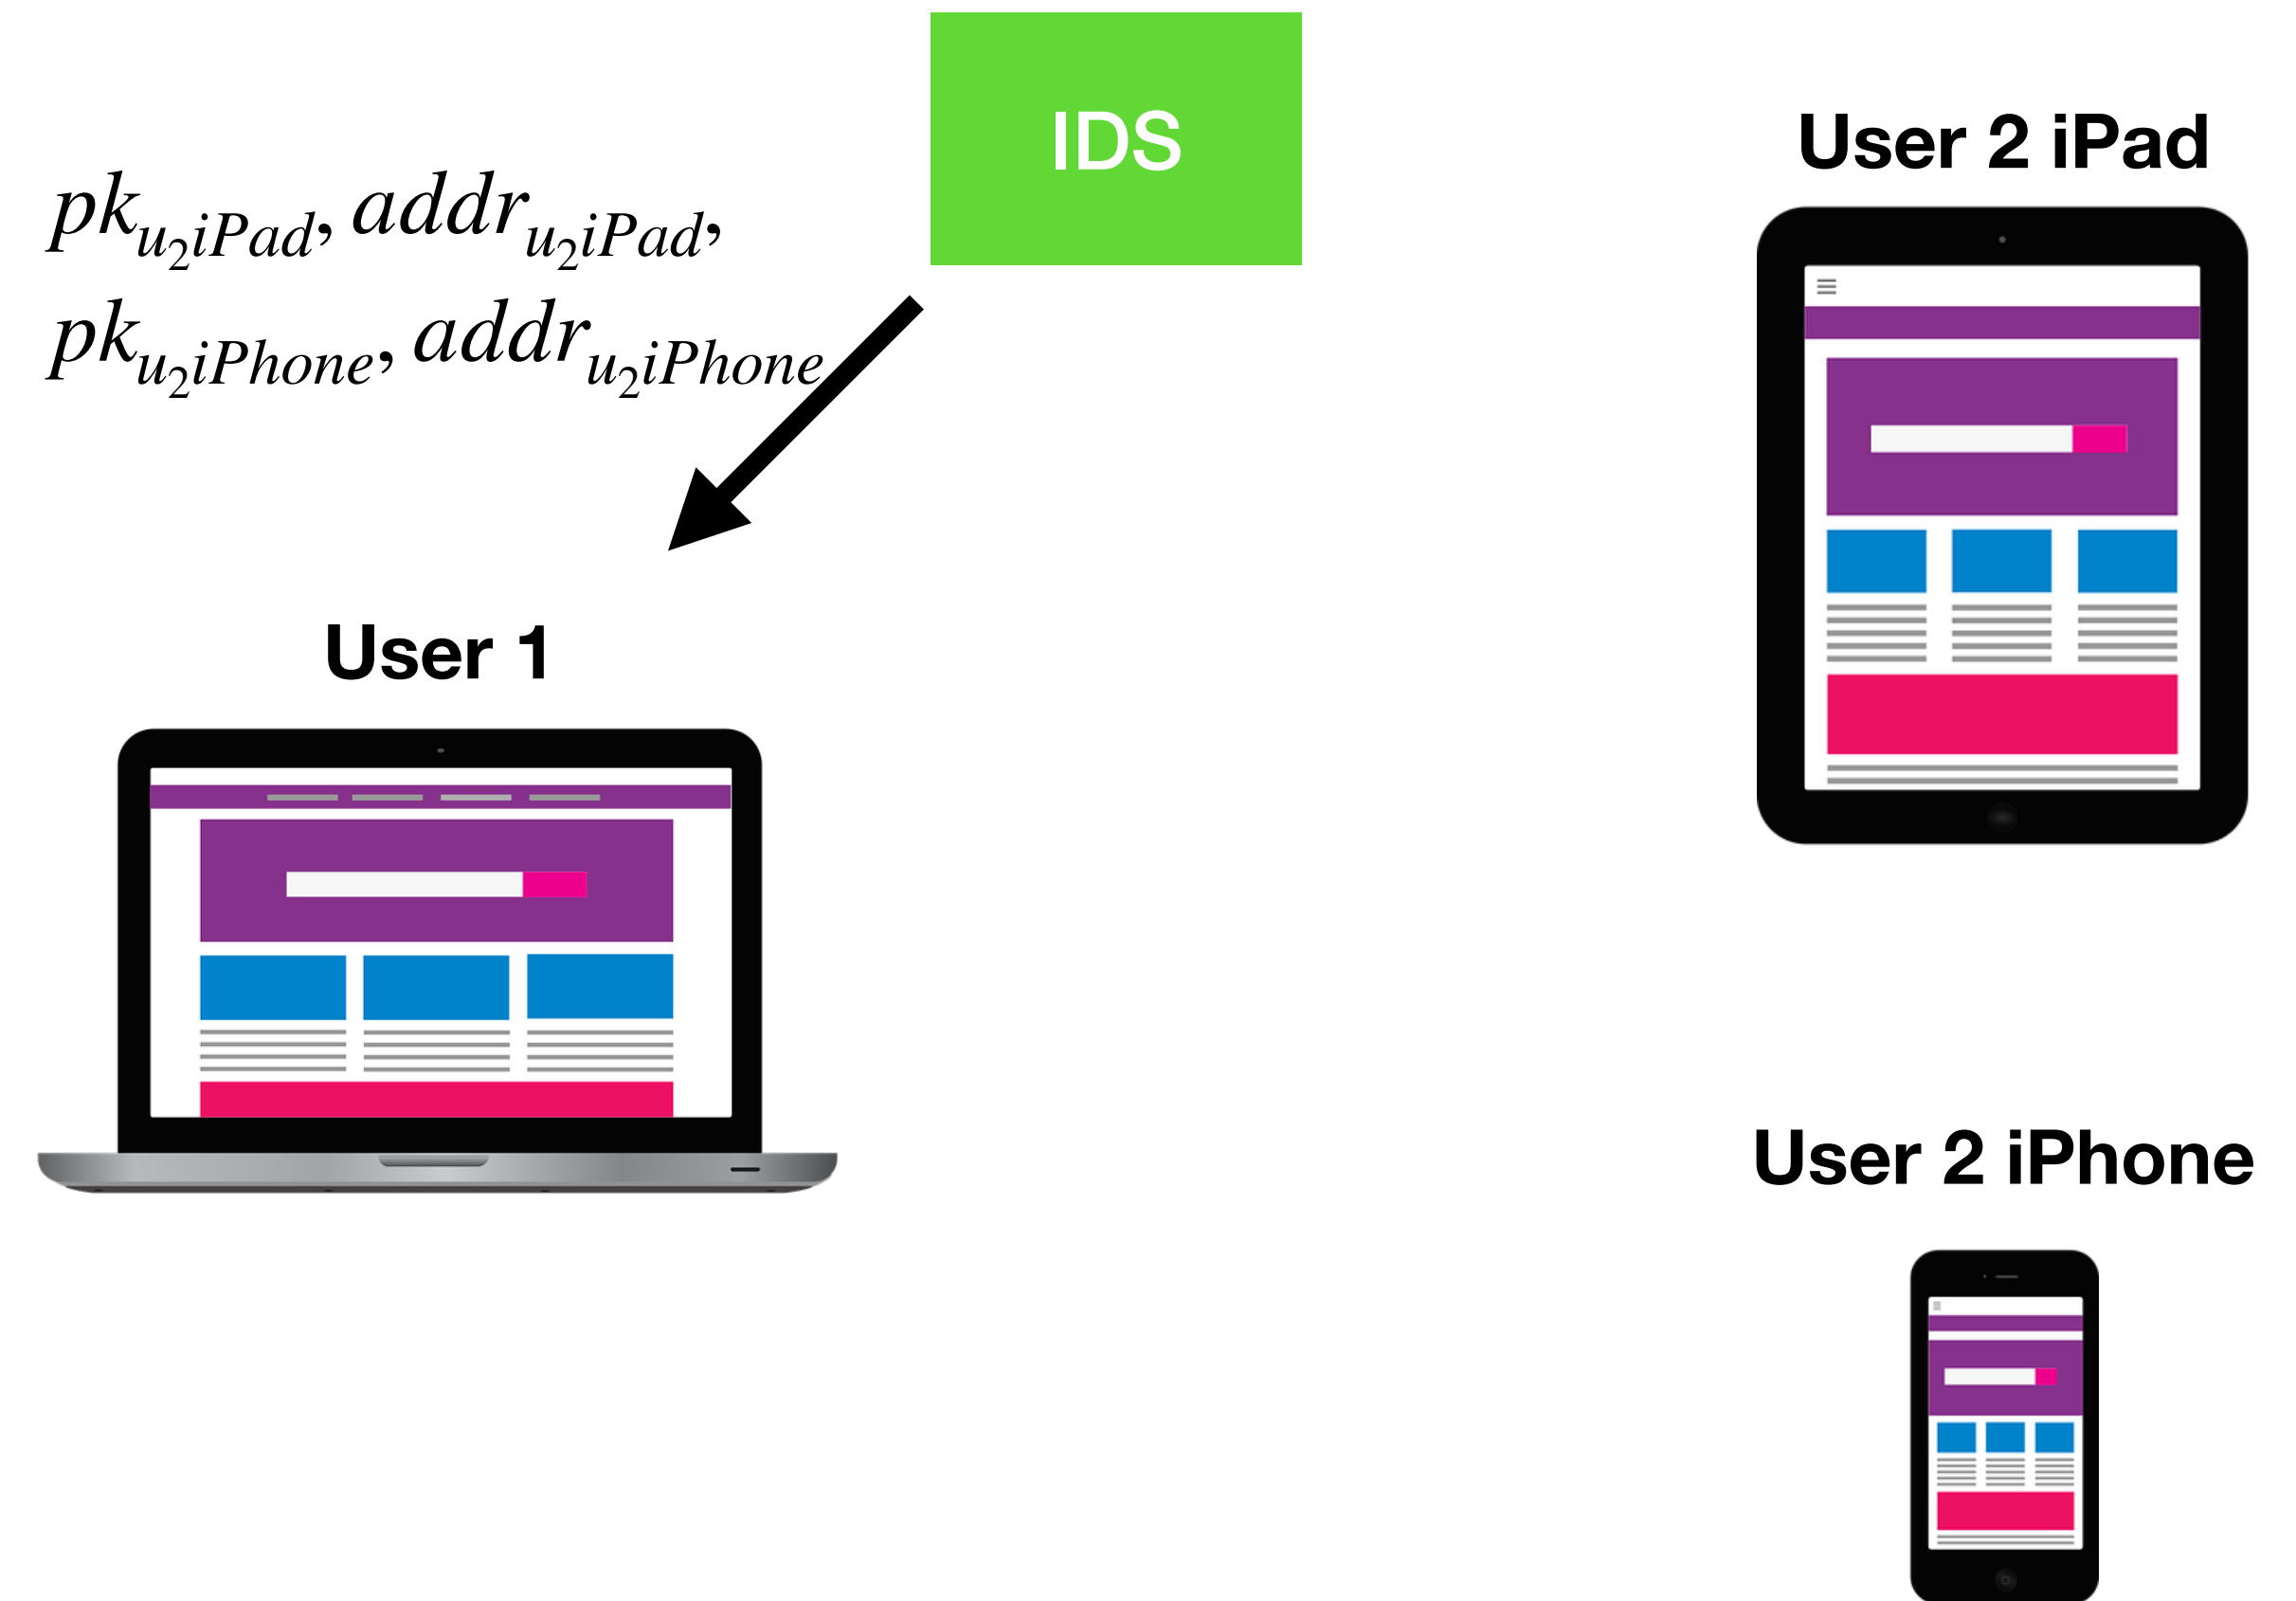 IDS
User 2 iPad
pk_{u_2iPad}, addr_{u_2iPad},
pk_{u_2iPhone}, addr_{u_2iPhone}
User 1
User 2 iPhone